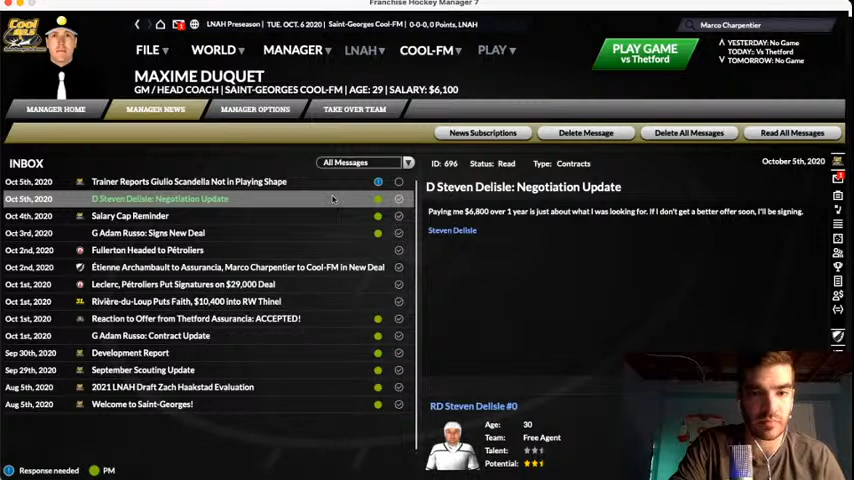 Franchise Hockey Manager 7
LNAH Preseason | TUE. OCT. 6 2020 | Saint-Georges Cool-FM | 0-0-0, 0 Points, LNAH
Marco Charpentier
FILE WORLD MANAGER LNAH COOL-FM PLAY
PLAY GAME
vs Thetford
YESTERDAY: No Game
TODAY: Vs Thetford
TOMORROW: No Game
MAXIME DUQUET
GM / HEAD COACH | SAINT-GEORGES COOL-FM | AGE: 29 | SALARY: $6,100
MANAGER HOME MANAGER NEWS MANAGER OPTIONS TAKE OVER TEAM
News Subscriptions Delete Message Delete All Messages Read All Messages
INBOX All Messages
Oct 5th, 2020 Trainer Reports Giulio Scandella Not in Playing Shape
Oct 5th, 2020 D Steven Delisle: Negotiation Update
Oct 4th, 2020 Salary Cap Reminder
Oct 3rd, 2020 G Adam Russo: Signs New Deal
Oct 2nd, 2020 Fullerton Headed to Pétroliers
Oct 2nd, 2020 Étienne Archambault to Assurancia, Marco Charpentier to Cool-FM in New Deal
Oct 1st, 2020 Leclerc, Pétroliers Put Signatures on $29,000 Deal
Oct 1st, 2020 Rivière-du-Loup Puts Faith, $10,400 into RW Thinel
Oct 1st, 2020 Reaction to Offer from Thetford Assurancia: ACCEPTED!
Oct 1st, 2020 G Adam Russo: Contract Update
Sep 30th, 2020 Development Report
Sep 29th, 2020 September Scouting Update
Aug 5th, 2020 2021 LNAH Draft Zach Haakstad Evaluation
Aug 5th, 2020 Welcome to Saint-Georges!
Response needed PM
ID: 696 Status: Read Type: Contracts October 5th, 2020
D Steven Delisle: Negotiation Update
Paying me $6,800 over 1 year is just about what I was looking for. If I don't get a better offer soon, I'll be signing.
Steven Delisle
RD Steven Delisle #0
Age: 30
Team: Free Agent
Talent:
Potential: